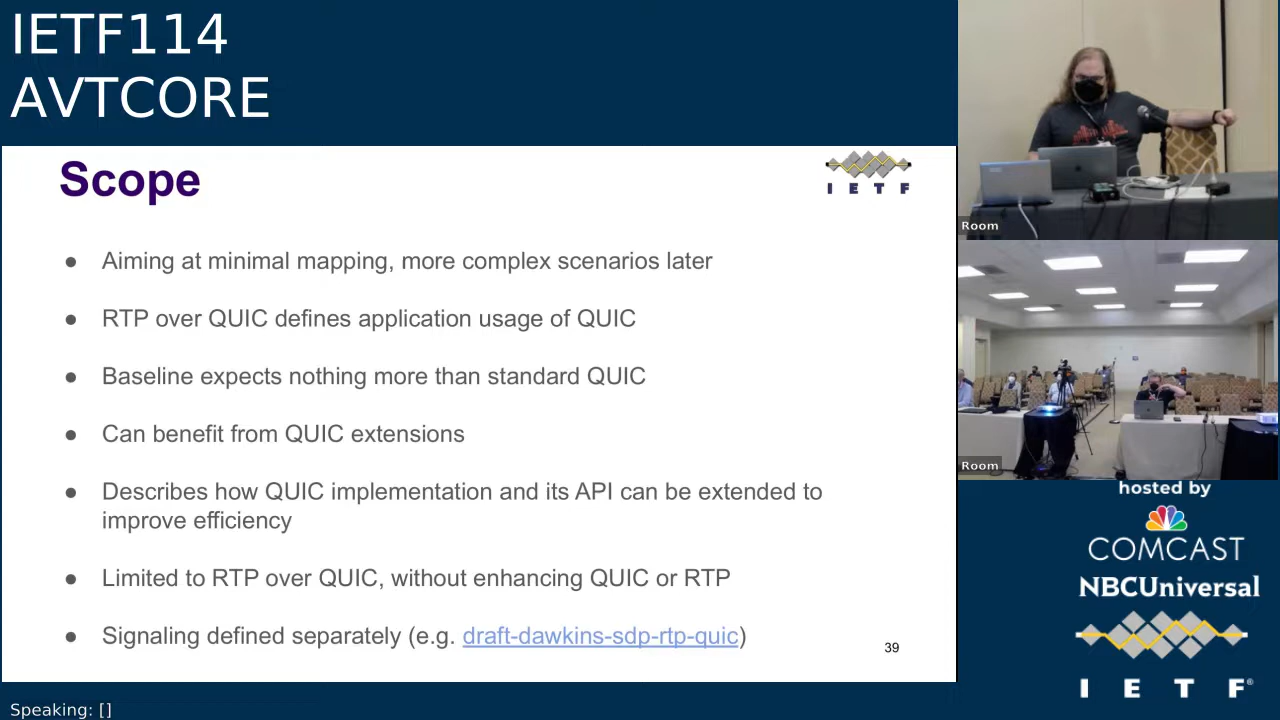 IETF114
AVTCORE
Scope
I E T F
● Aiming at minimal mapping, more complex scenarios later
● RTP over QUIC defines application usage of QUIC
● Baseline expects nothing more than standard QUIC
● Can benefit from QUIC extensions
● Describes how QUIC implementation and its API can be extended to
improve efficiency
● Limited to RTP over QUIC, without enhancing QUIC or RTP
● Signaling defined separately (e.g. draft-dawkins-sdp-rtp-quic)
39
Room
Room
hosted by
COMCAST
NBCUniversal
I E T F®
Speaking: []